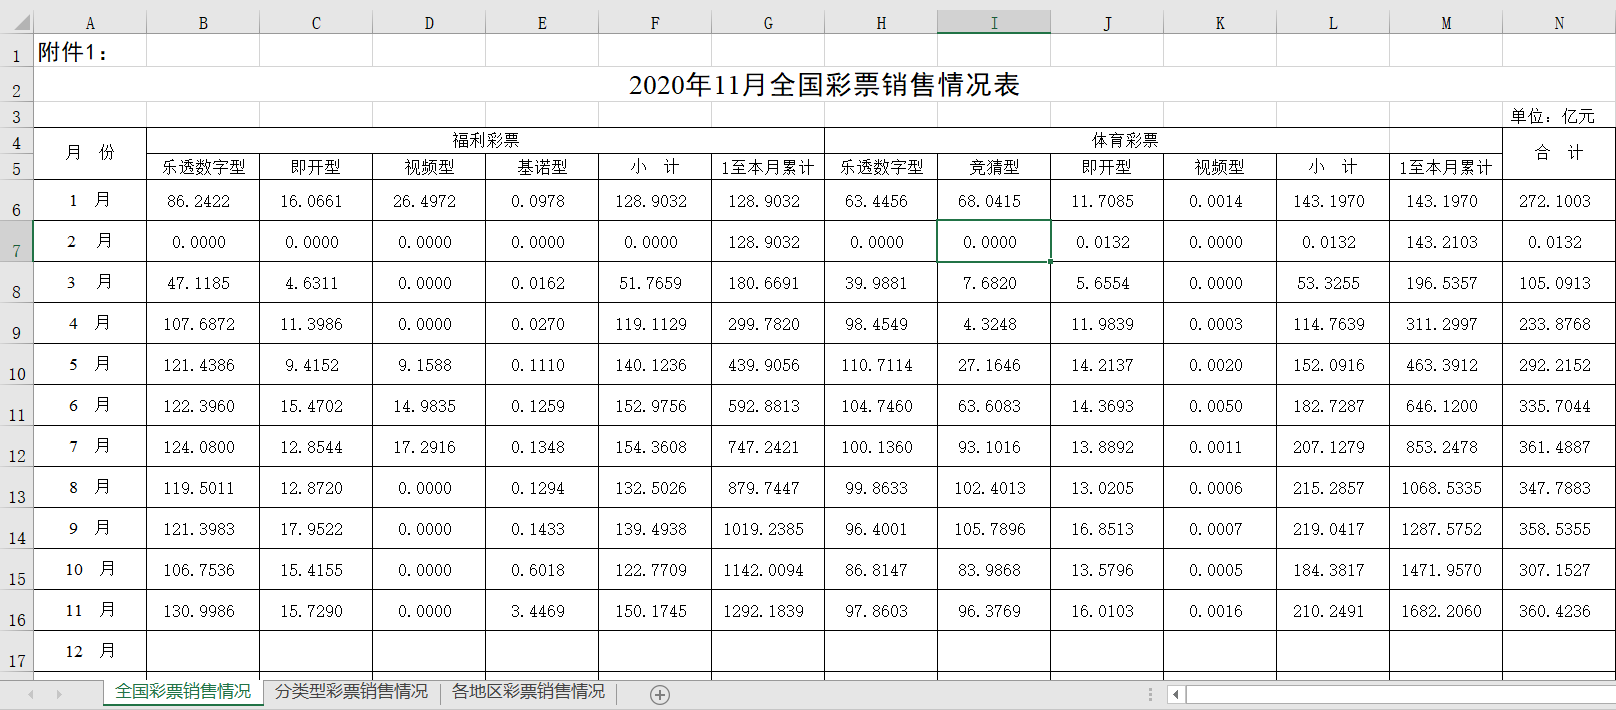 A B C D E F G H I J K L M N
1 附件1：
2 2020年11月全国彩票销售情况表
3 单位：亿元
4 月 份 福利彩票 体育彩票 合 计
5 乐透数字型 即开型 视频型 基诺型 小 计 1至本月累计 乐透数字型 竞猜型 即开型 视频型 小 计 1至本月累计
6 1 月 86.2422 16.0661 26.4972 0.0978 128.9032 128.9032 63.4456 68.0415 11.7085 0.0014 143.1970 143.1970 272.1003
7 2 月 0.0000 0.0000 0.0000 0.0000 0.0000 128.9032 0.0000 0.0000 0.0132 0.0000 0.0132 143.2103 0.0132
8 3 月 47.1185 4.6311 0.0000 0.0162 51.7659 180.6691 39.9881 7.6820 5.6554 0.0000 53.3255 196.5357 105.0913
9 4 月 107.6872 11.3986 0.0000 0.0270 119.1129 299.7820 98.4549 4.3248 11.9839 0.0003 114.7639 311.2997 233.8768
10 5 月 121.4386 9.4152 9.1588 0.1110 140.1236 439.9056 110.7114 27.1646 14.2137 0.0020 152.0916 463.3912 292.2152
11 6 月 122.3960 15.4702 14.9835 0.1259 152.9756 592.8813 104.7460 63.6083 14.3693 0.0050 182.7287 646.1200 335.7044
12 7 月 124.0800 12.8544 17.2916 0.1348 154.3608 747.2421 100.1360 93.1016 13.8892 0.0011 207.1279 853.2478 361.4887
13 8 月 119.5011 12.8720 0.0000 0.1294 132.5026 879.7447 99.8633 102.4013 13.0205 0.0006 215.2857 1068.5335 347.7883
14 9 月 121.3983 17.9522 0.0000 0.1433 139.4938 1019.2385 96.4001 105.7896 16.8513 0.0007 219.0417 1287.5752 358.5355
15 10 月 106.7536 15.4155 0.0000 0.6018 122.7709 1142.0094 86.8147 83.9868 13.5796 0.0005 184.3817 1471.9570 307.1527
16 11 月 130.9986 15.7290 0.0000 3.4469 150.1745 1292.1839 97.8603 96.3769 16.0103 0.0016 210.2491 1682.2060 360.4236
17 12 月
全国彩票销售情况 分类型彩票销售情况 各地区彩票销售情况